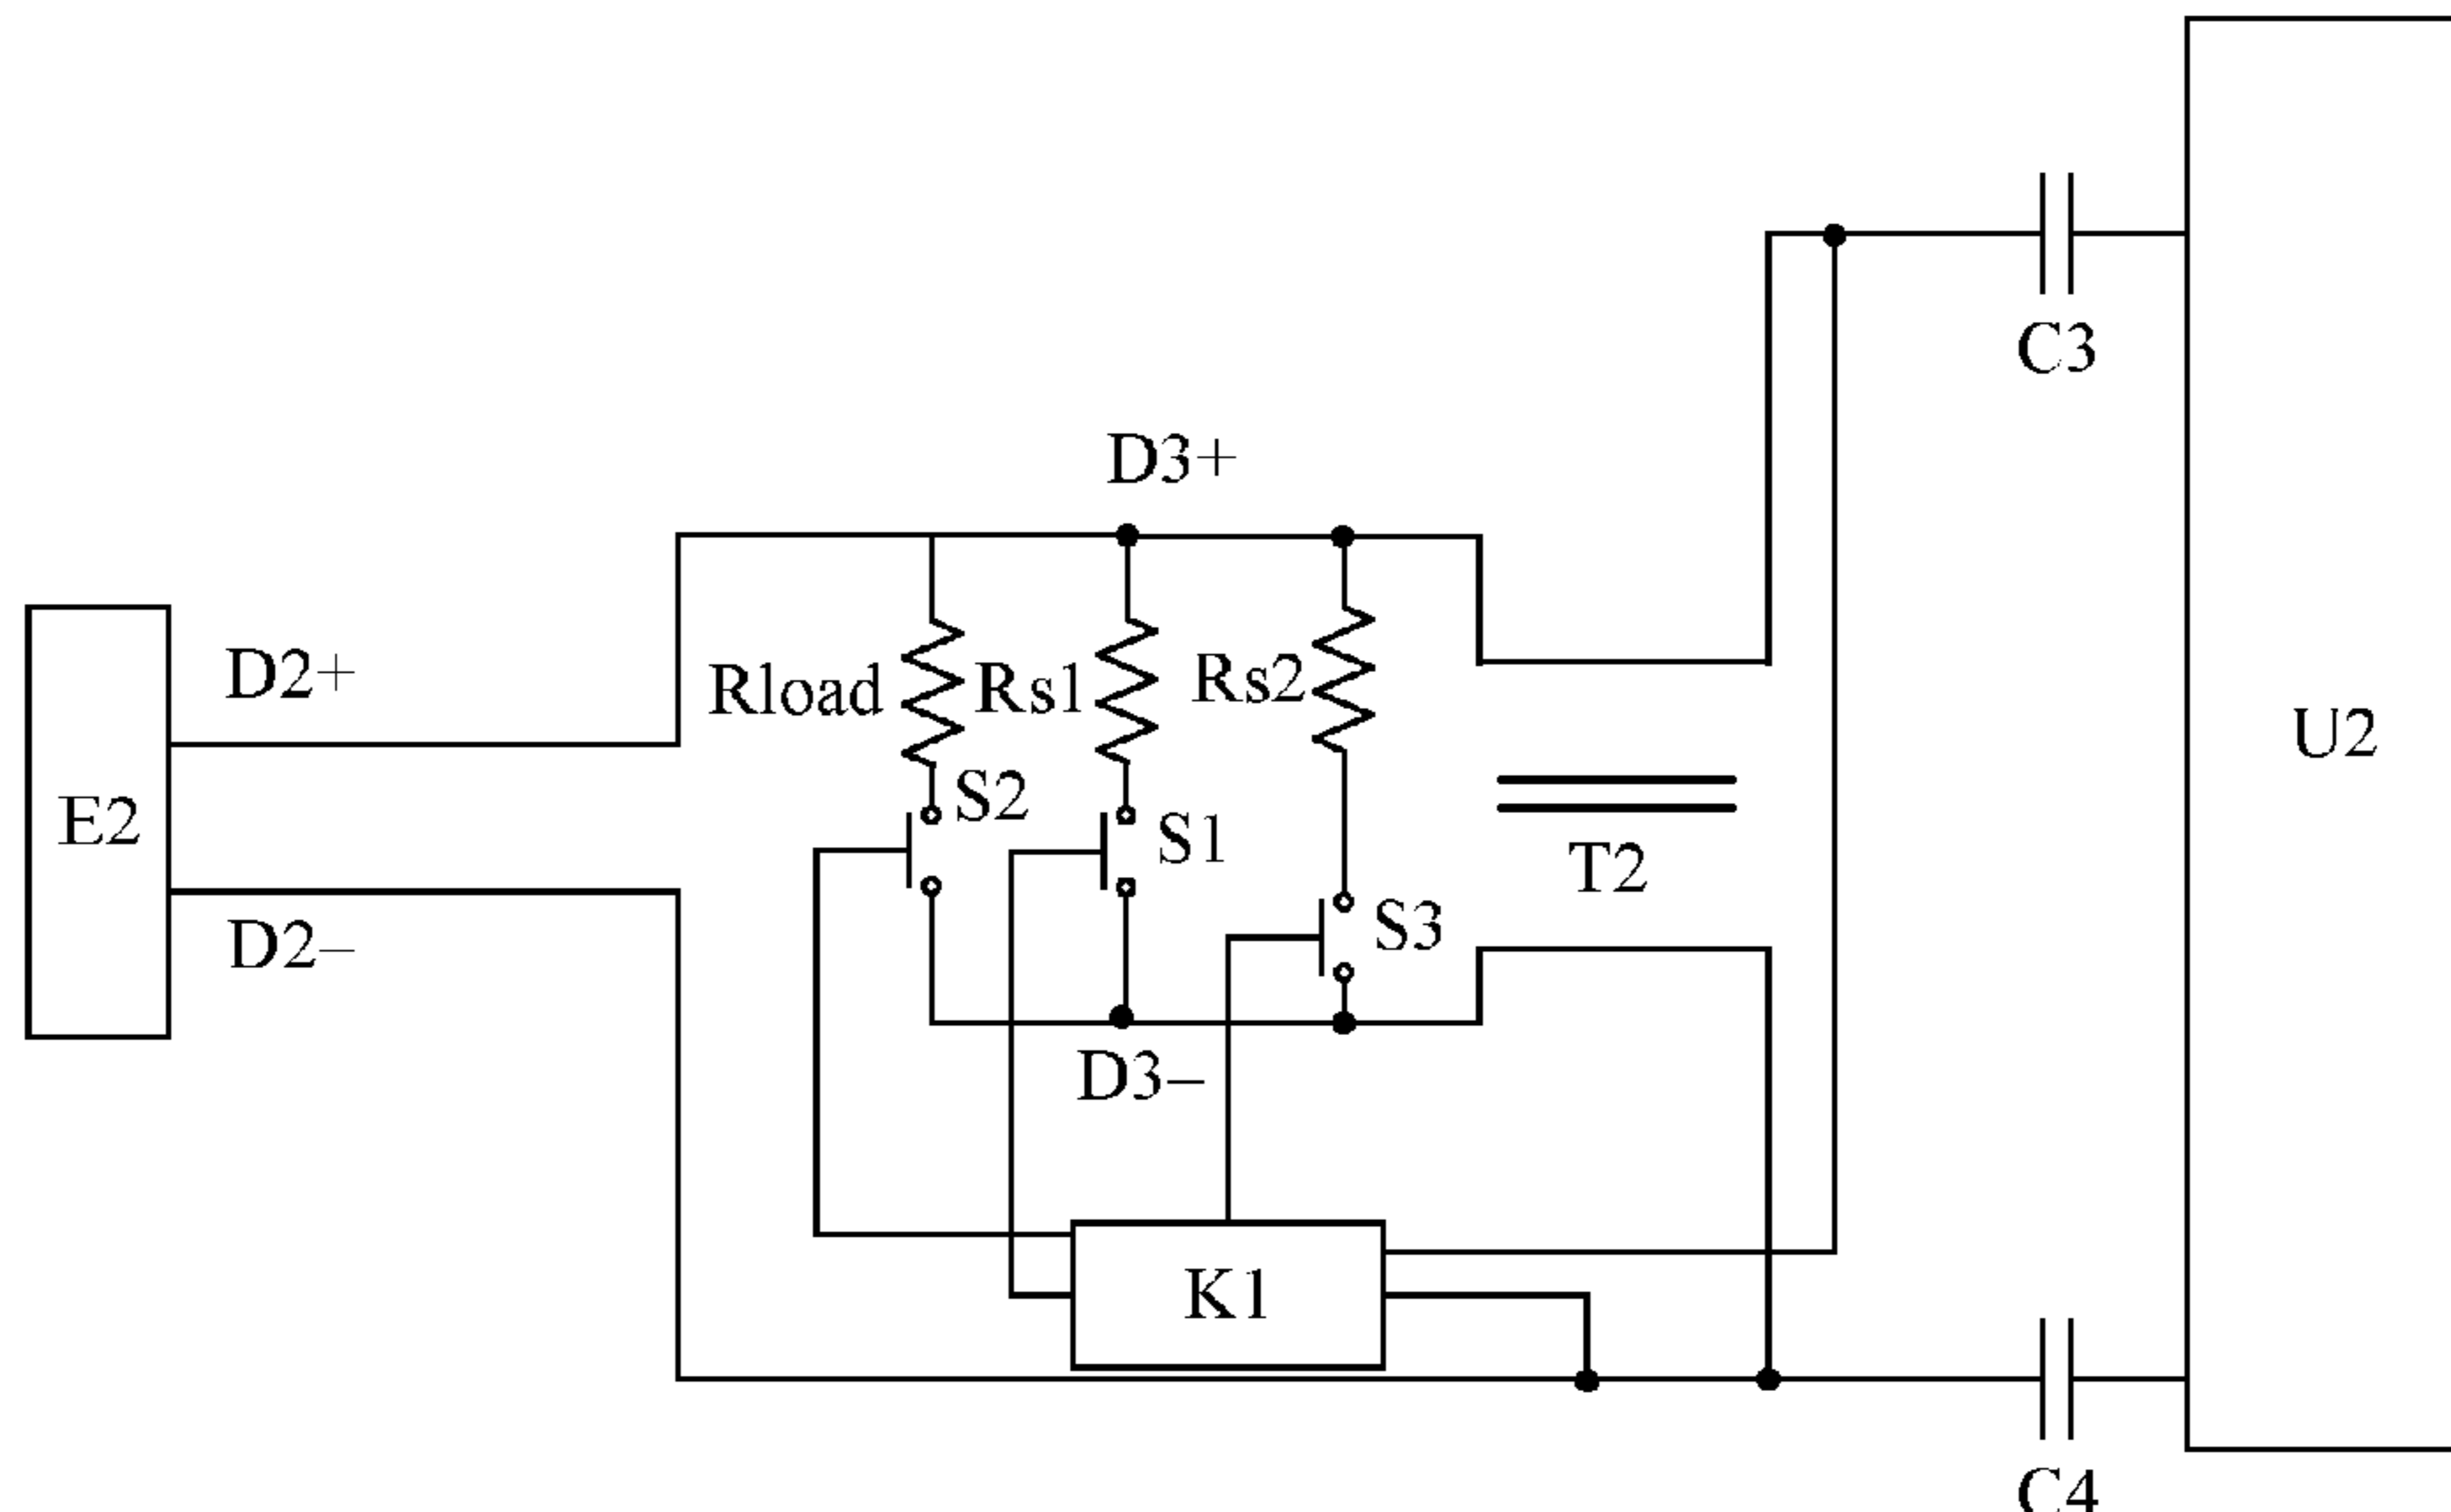 C3
D3+
D2+
Rload
Rs1
Rs2
U2
S2
E2
S1
T2
S3
D2–
D3–
K1
C4